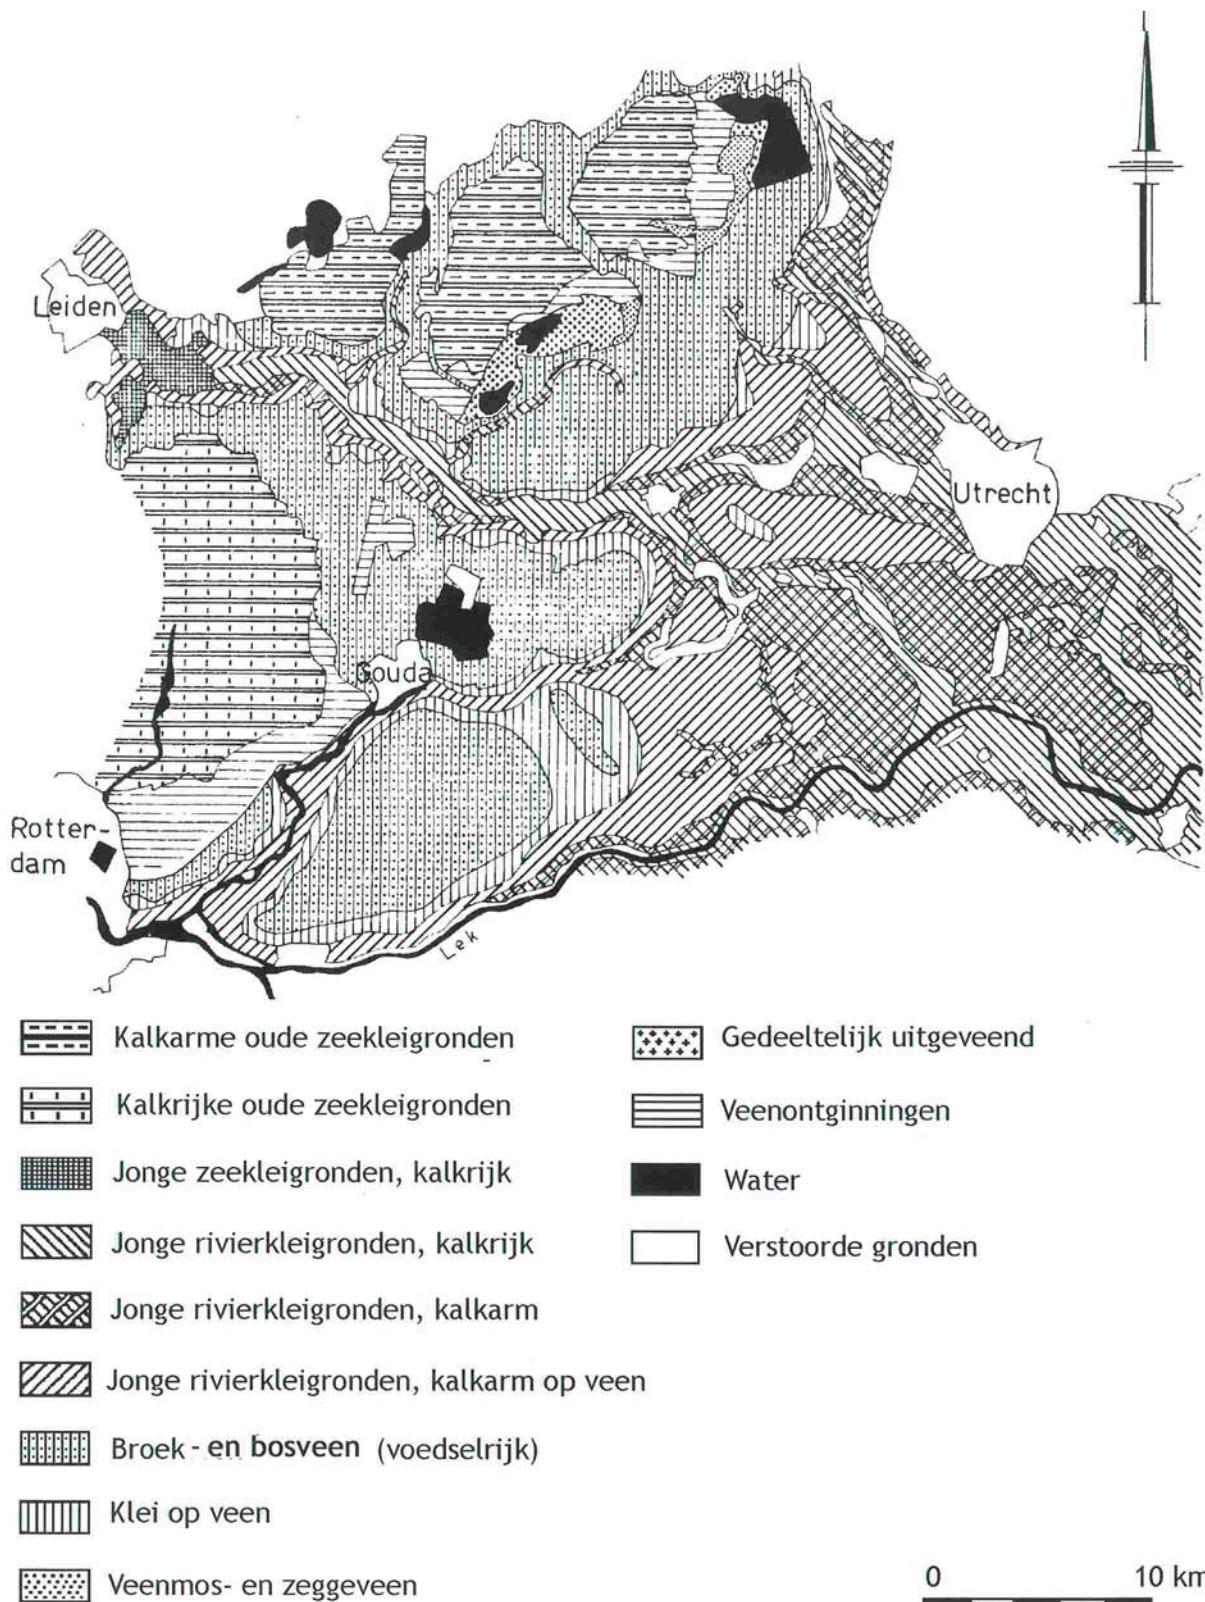 Leiden
Utrecht
Gouda
Rotter-
dam
Lek
Kalkarme oude zeekleigronden
Kalkrijke oude zeekleigronden
Jonge zeekleigronden, kalkrijk
Jonge rivierkleigronden, kalkrijk
Jonge rivierkleigronden, kalkarm
Jonge rivierkleigronden, kalkarm op veen
Broek - en bosveen (voedselrijk)
Klei op veen
Veenmos- en zeggeveen
Gedeeltelijk uitgeveend
Veenontginningen
Water
Verstoorde gronden
0 10 km